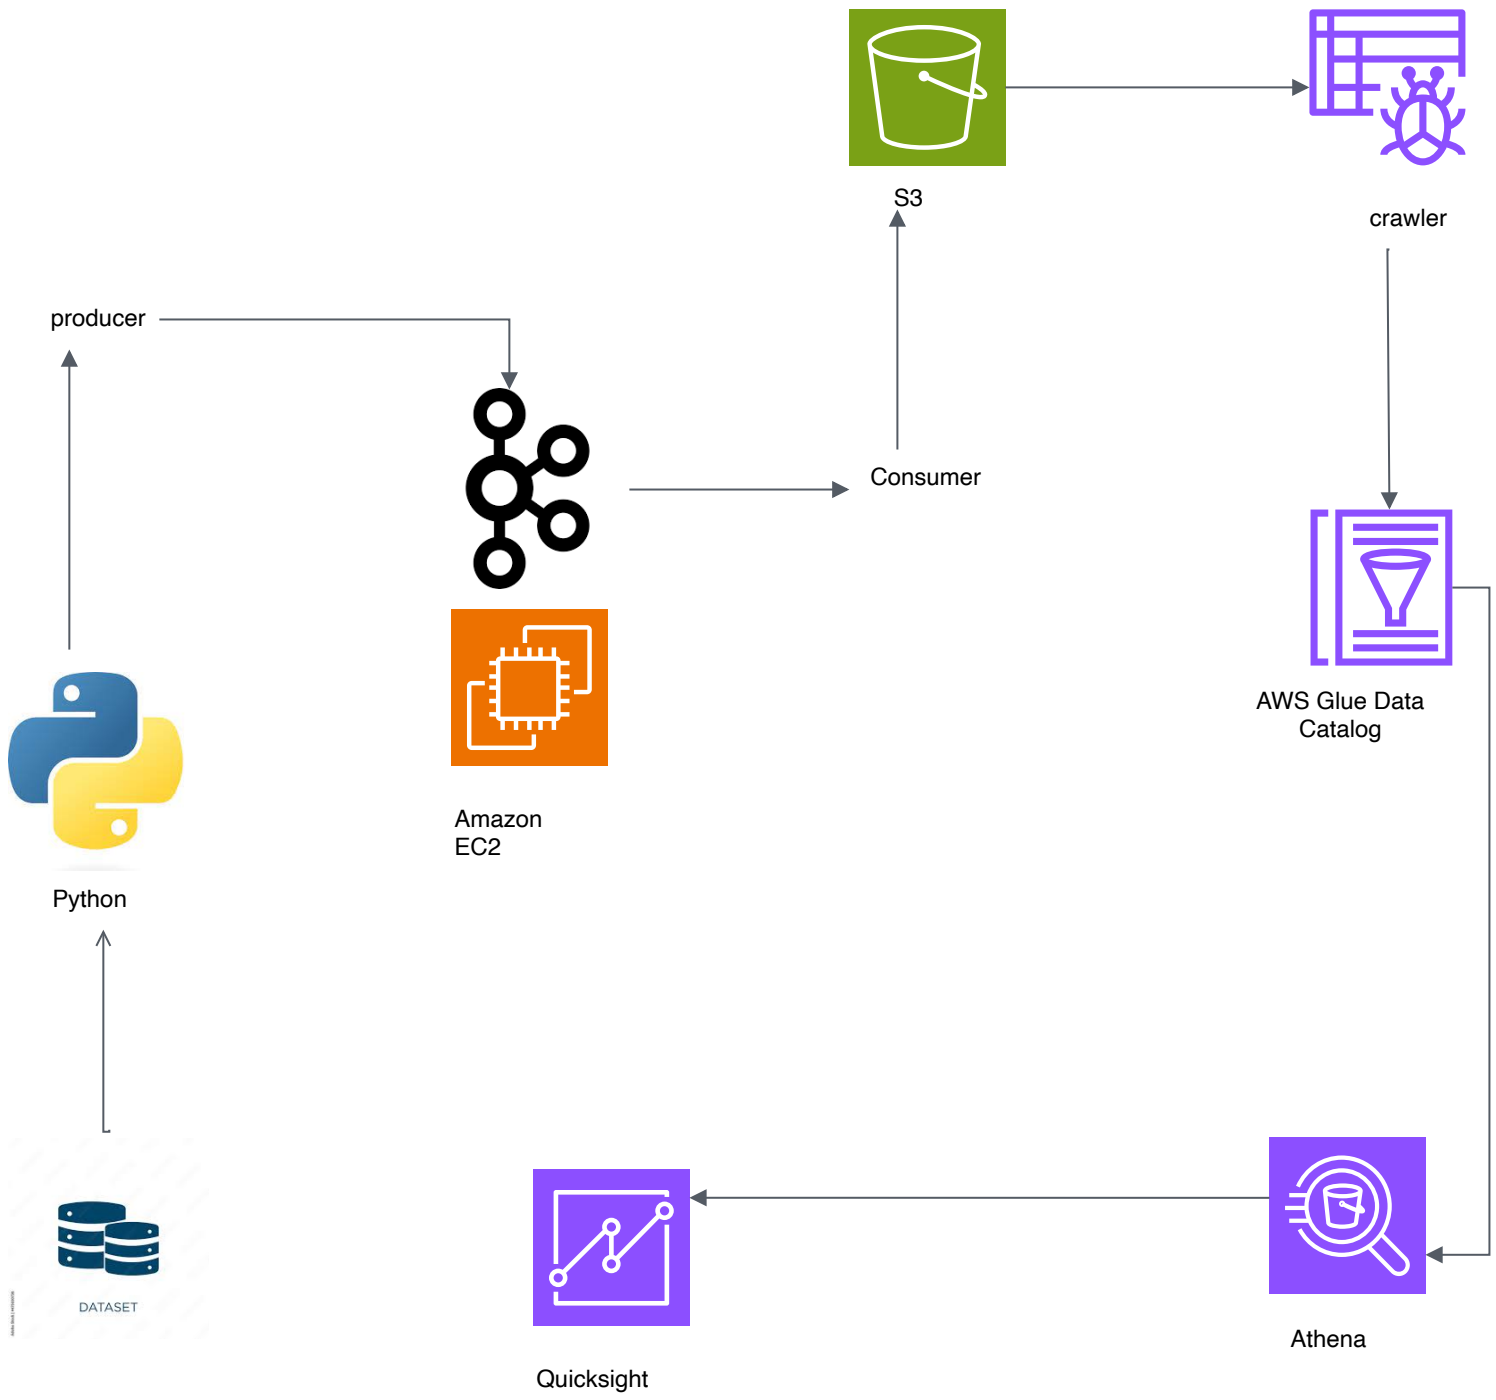 S3
crawler
producer
Consumer
AWS Glue Data
Catalog
Amazon
EC2
Python
DATASET
Athena
Quicksight